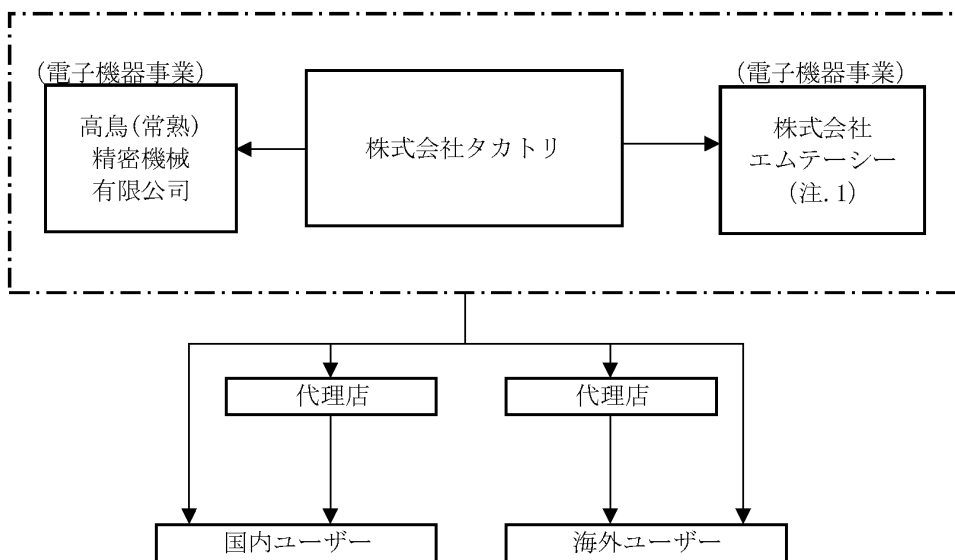 (電子機器事業)
高鳥(常熟)
精密機械
有限公司
株式会社タカトリ
(電子機器事業)
株式会社
エムテーシー
(注.1)
代理店
代理店
国内ユーザー
海外ユーザー